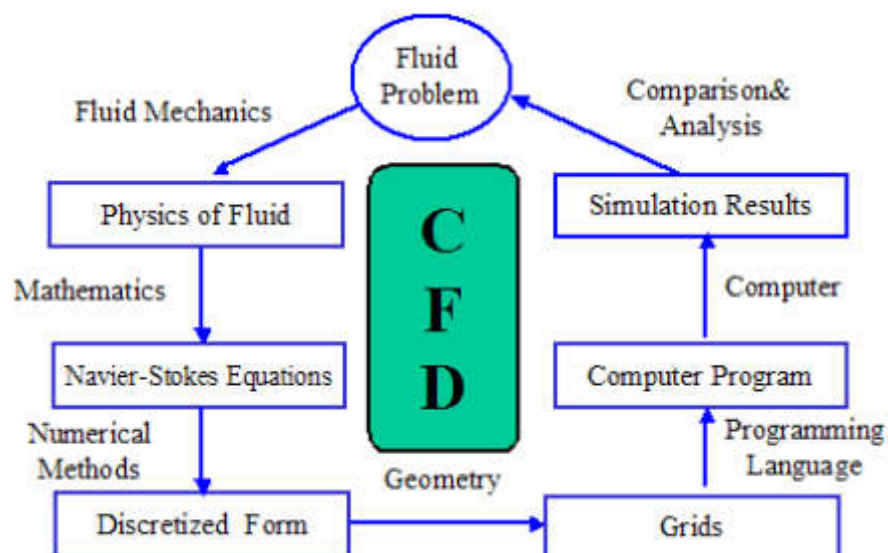 Fluid
Problem
Fluid Mechanics
Comparison&
Analysis
Physics of Fluid
C
F
D
Simulation Results
Mathematics
Computer
Navier-Stokes Equations
Computer Program
Numerical
Methods
Programming
Language
Geometry
Discretized Form
Grids